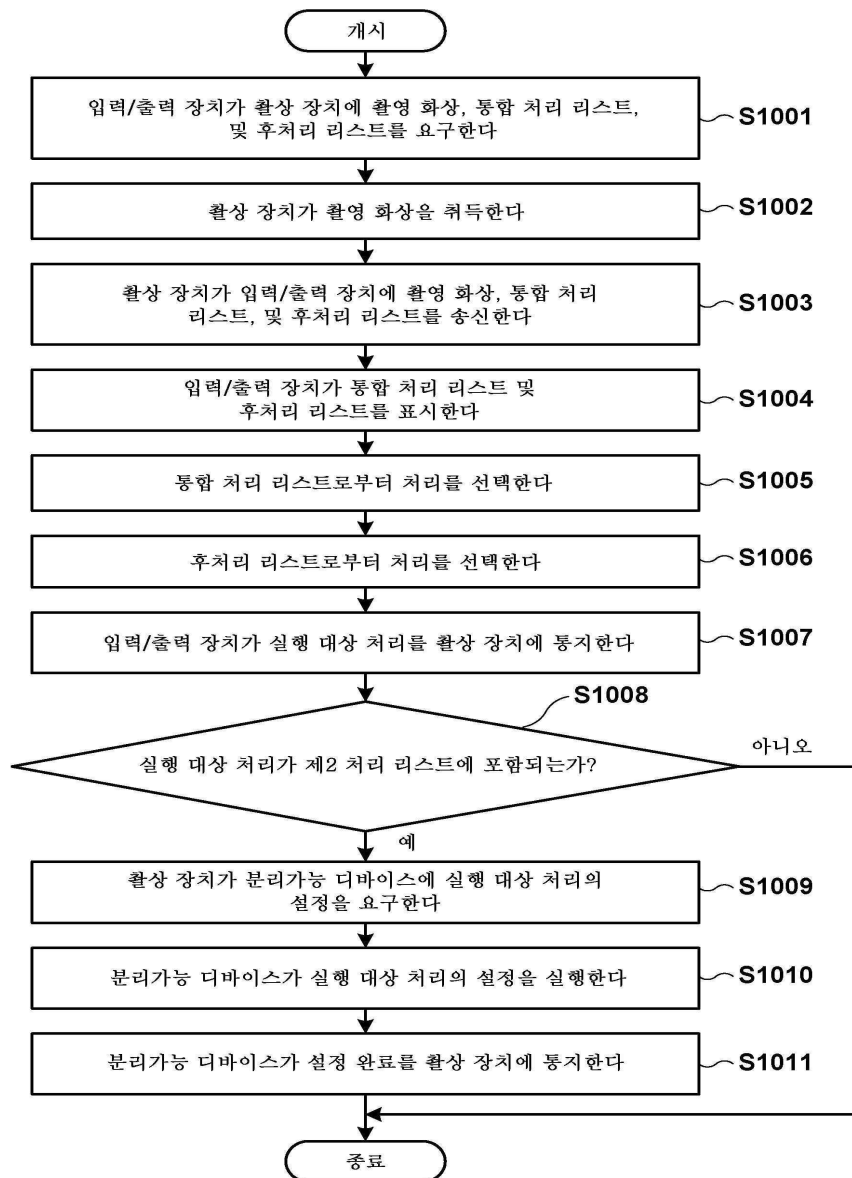 개시
입력/출력 장치가 촬상 장치에 촬영 화상, 통합 처리 리스트,
및 후처리 리스트를 요구한다
S1001
촬상 장치가 촬영 화상을 취득한다
S1002
촬상 장치가 입력/출력 장치에 촬영 화상, 통합 처리
리스트, 및 후처리 리스트를 송신한다
S1003
입력/출력 장치가 통합 처리 리스트 및
후처리 리스트를 표시한다
S1004
통합 처리 리스트로부터 처리를 선택한다
S1005
후처리 리스트로부터 처리를 선택한다
S1006
입력/출력 장치가 실행 대상 처리를 촬상 장치에 통지한다
S1007
S1008
실행 대상 처리가 제2 처리 리스트에 포함되는가?
아니오
예
촬상 장치가 분리가능 디바이스에 실행 대상 처리의
설정을 요구한다
S1009
분리가능 디바이스가 실행 대상 처리의 설정을 실행한다
S1010
분리가능 디바이스가 설정 완료를 촬상 장치에 통지한다
S1011
종료